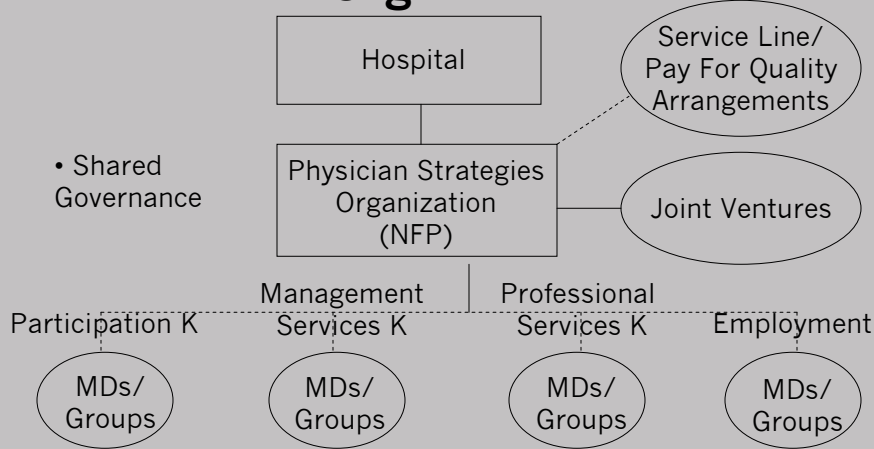 Hospital
Service Line/
Pay For Quality
Arrangements
• Shared
Governance
Physician Strategies
Organization
(NFP)
Joint Ventures
Participation K
Management
Services K
Professional
Services K
Employment
MDs/
Groups
MDs/
Groups
MDs/
Groups
MDs/
Groups